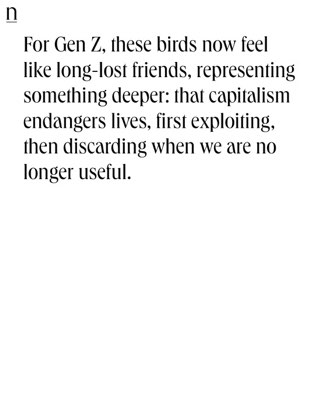 n
For Gen Z, these birds now feel
like long-lost friends, representing
something deeper: that capitalism
endangers lives, first exploiting,
then discarding when we are no
longer useful.